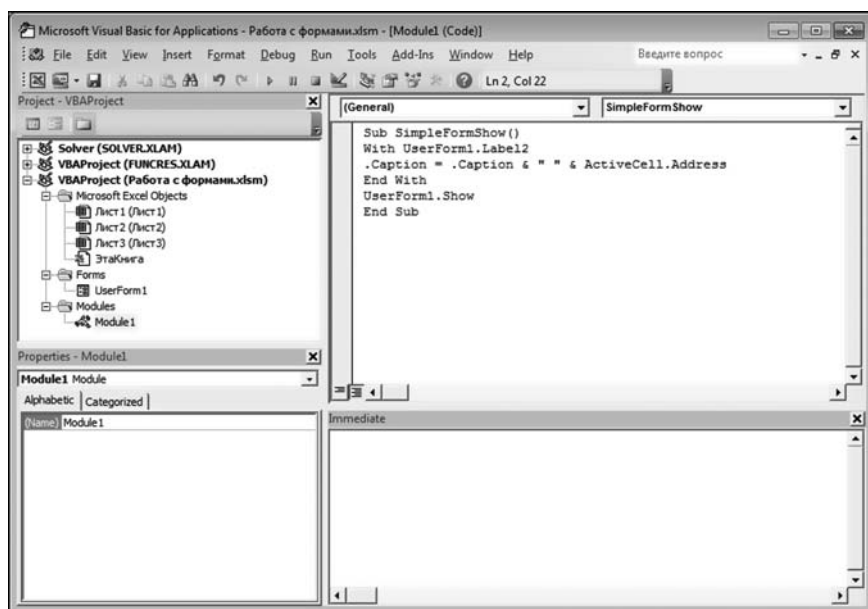 Microsoft Visual Basic for Applications - Работа с формами.xlsm - [Module1 (Code)]
File Edit View Insert Format Debug Run Tools Add-Ins Window Help Введите вопрос
Ln 2, Col 22
Project - VBAProject
Solver (SOLVER.XLAM)
VBAProject (FUNCRES.XLAM)
VBAProject (Работа с формами.xlsm)
Microsoft Excel Objects
Лист1 (Лист1)
Лист2 (Лист2)
Лист3 (Лист3)
ЭтаКнига
Forms
UserForm1
Modules
Module1
Properties - Module1
Module1 Module
Alphabetic Categorized
(Name) Module1
(General) SimpleFormShow
Sub SimpleFormShow()
With UserForm1.Label2
.Caption = .Caption & " " & ActiveCell.Address
End With
UserForm1.Show
End Sub
Immediate